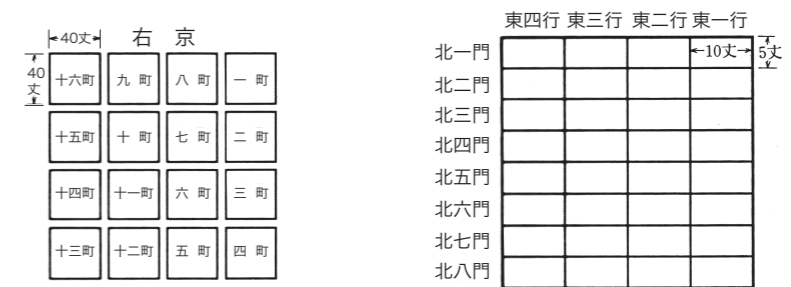 40丈 右京
40丈
十六町 九町 八町 一町
十五町 十町 七町 二町
十四町 十一町 六町 三町
十三町 十二町 五町 四町
東四行 東三行 東二行 東一行
北一門 10丈 5丈
北二門
北三門
北四門
北五門
北六門
北七門
北八門